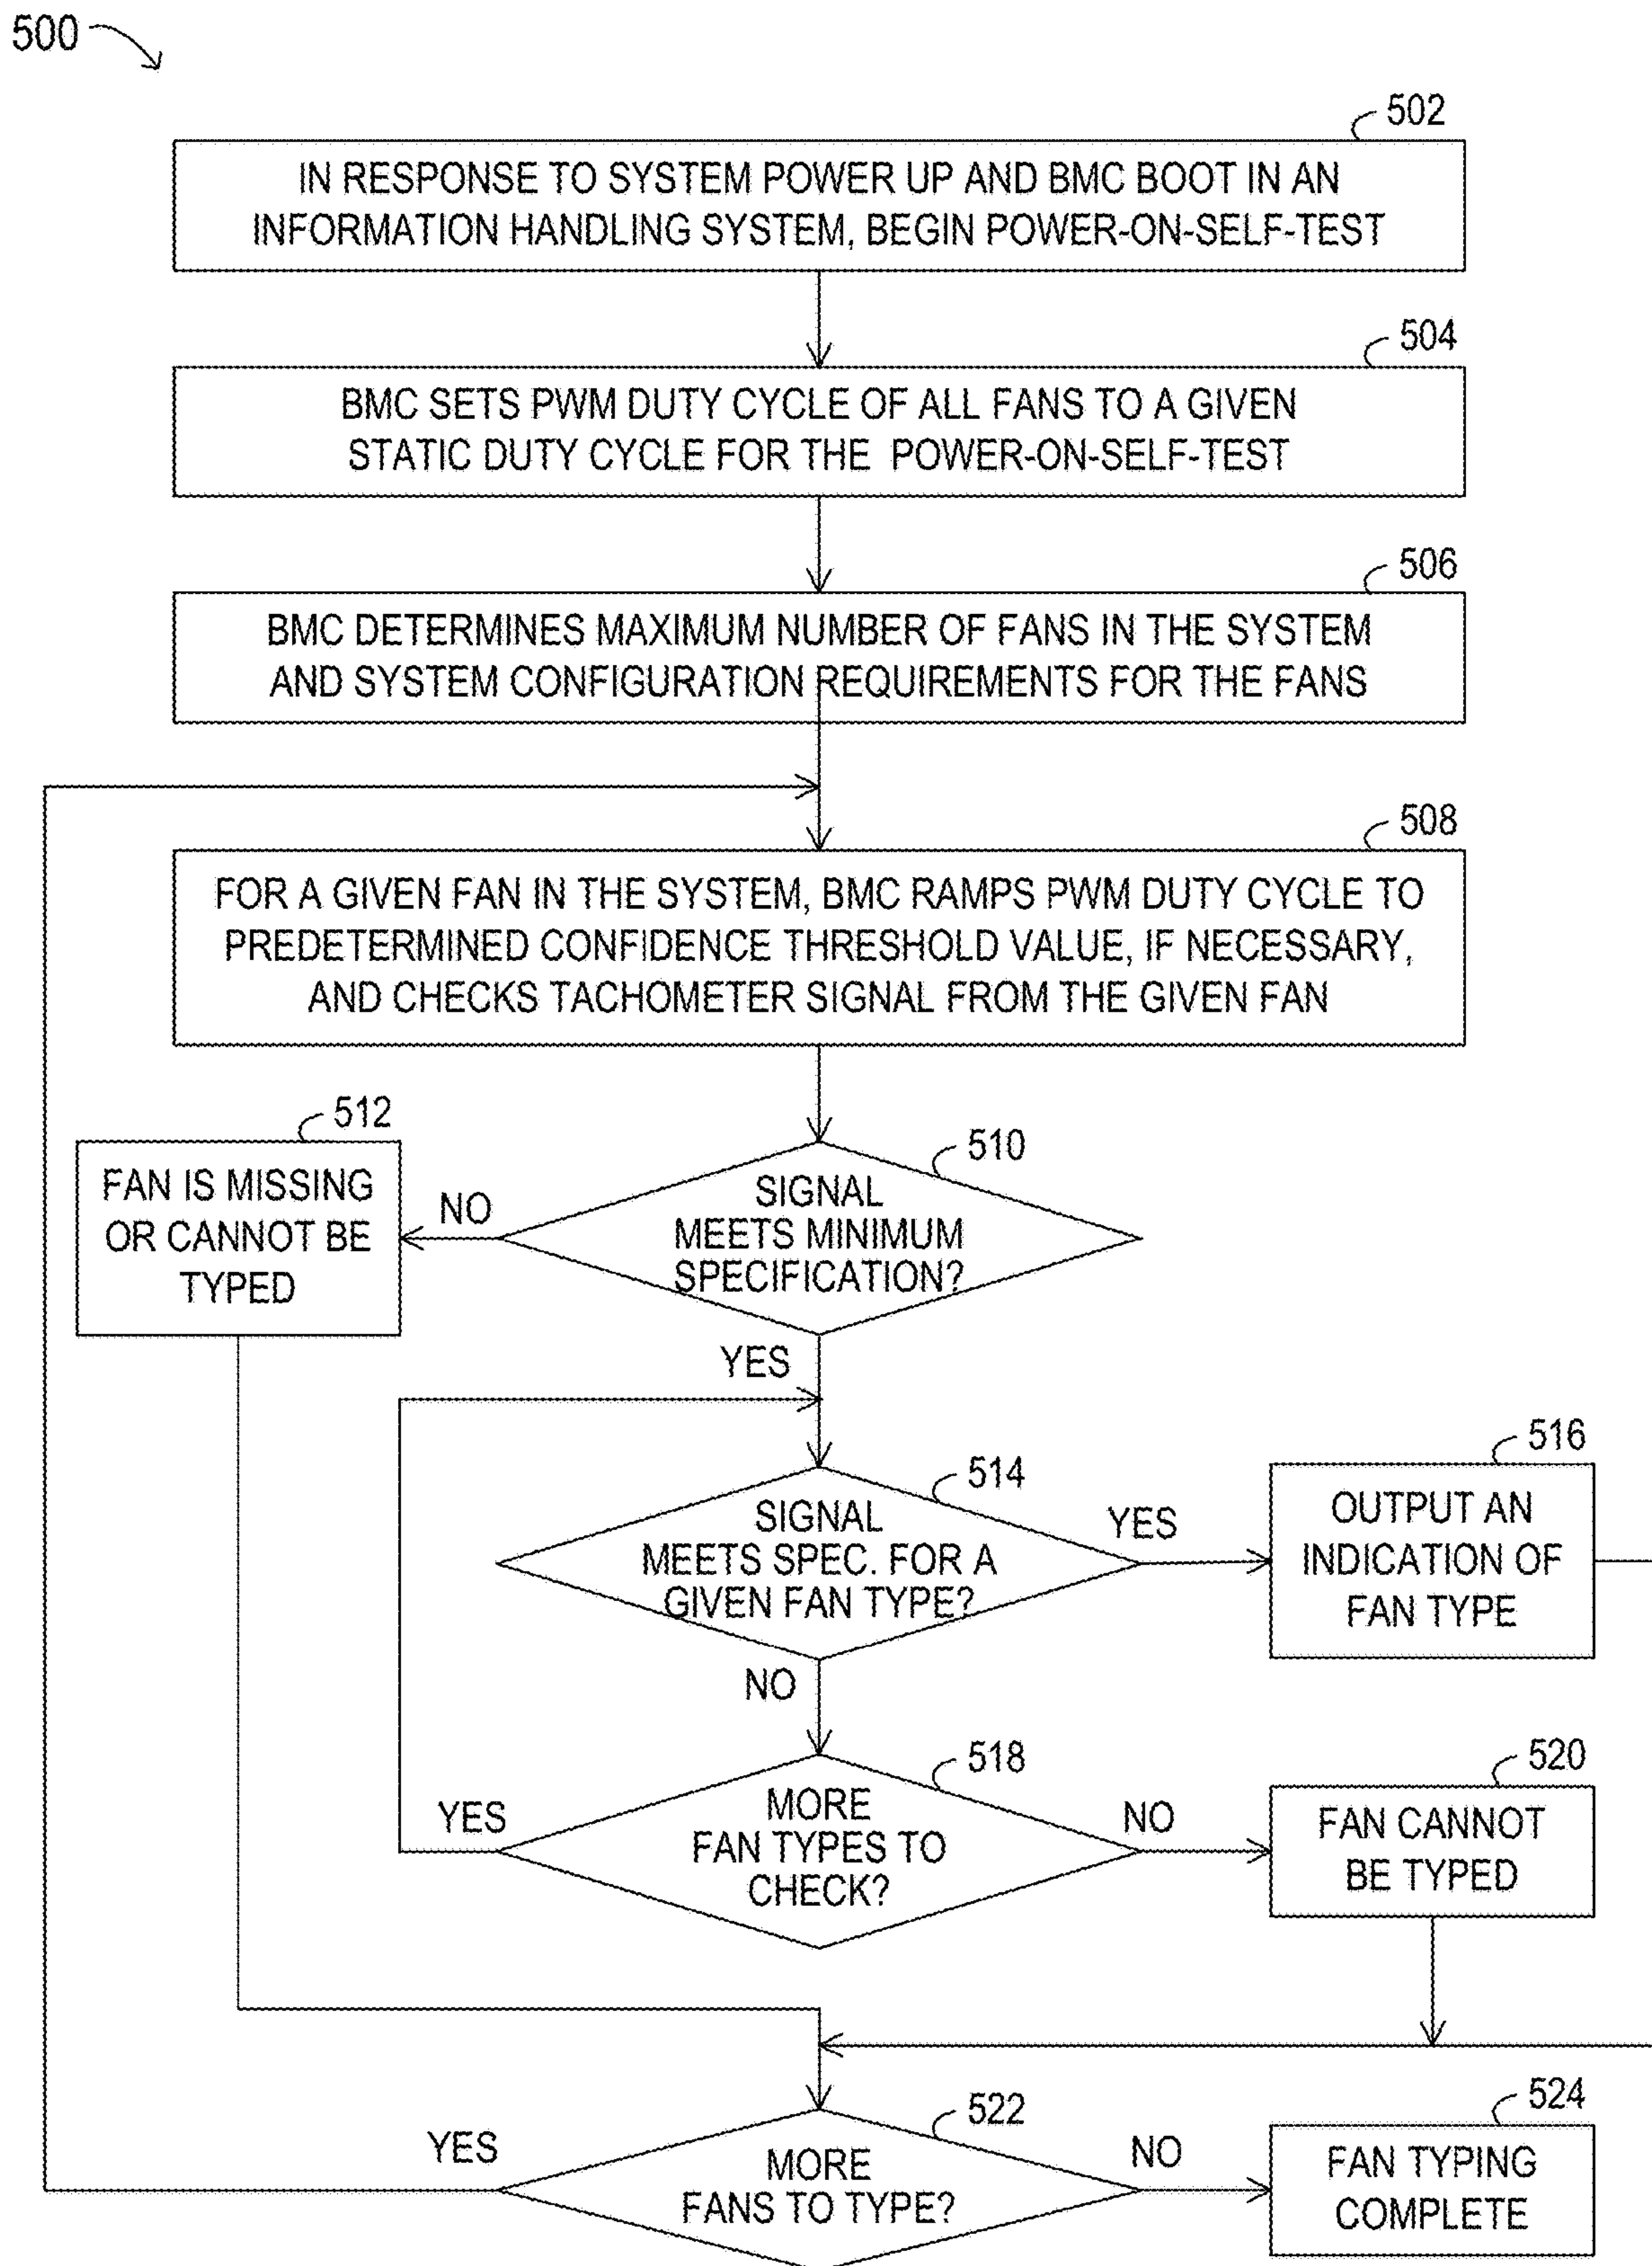 500
502
IN RESPONSE TO SYSTEM POWER UP AND BMC BOOT IN AN
INFORMATION HANDLING SYSTEM, BEGIN POWER-ON-SELF-TEST
504
BMC SETS PWM DUTY CYCLE OF ALL FANS TO A GIVEN
STATIC DUTY CYCLE FOR THE POWER-ON-SELF-TEST
506
BMC DETERMINES MAXIMUM NUMBER OF FANS IN THE SYSTEM
AND SYSTEM CONFIGURATION REQUIREMENTS FOR THE FANS
508
FOR A GIVEN FAN IN THE SYSTEM, BMC RAMPS PWM DUTY CYCLE TO
PREDETERMINED CONFIDENCE THRESHOLD VALUE, IF NECESSARY,
AND CHECKS TACHOMETER SIGNAL FROM THE GIVEN FAN
510
SIGNAL
MEETS MINIMUM
SPECIFICATION?
NO
512
FAN IS MISSING
OR CANNOT BE
TYPED
YES
514
SIGNAL
MEETS SPEC. FOR A
GIVEN FAN TYPE?
YES
516
OUTPUT AN
INDICATION OF
FAN TYPE
NO
518
MORE
FAN TYPES TO
CHECK?
YES
NO
520
FAN CANNOT
BE TYPED
522
MORE
FANS TO TYPE?
YES
NO
524
FAN TYPING
COMPLETE